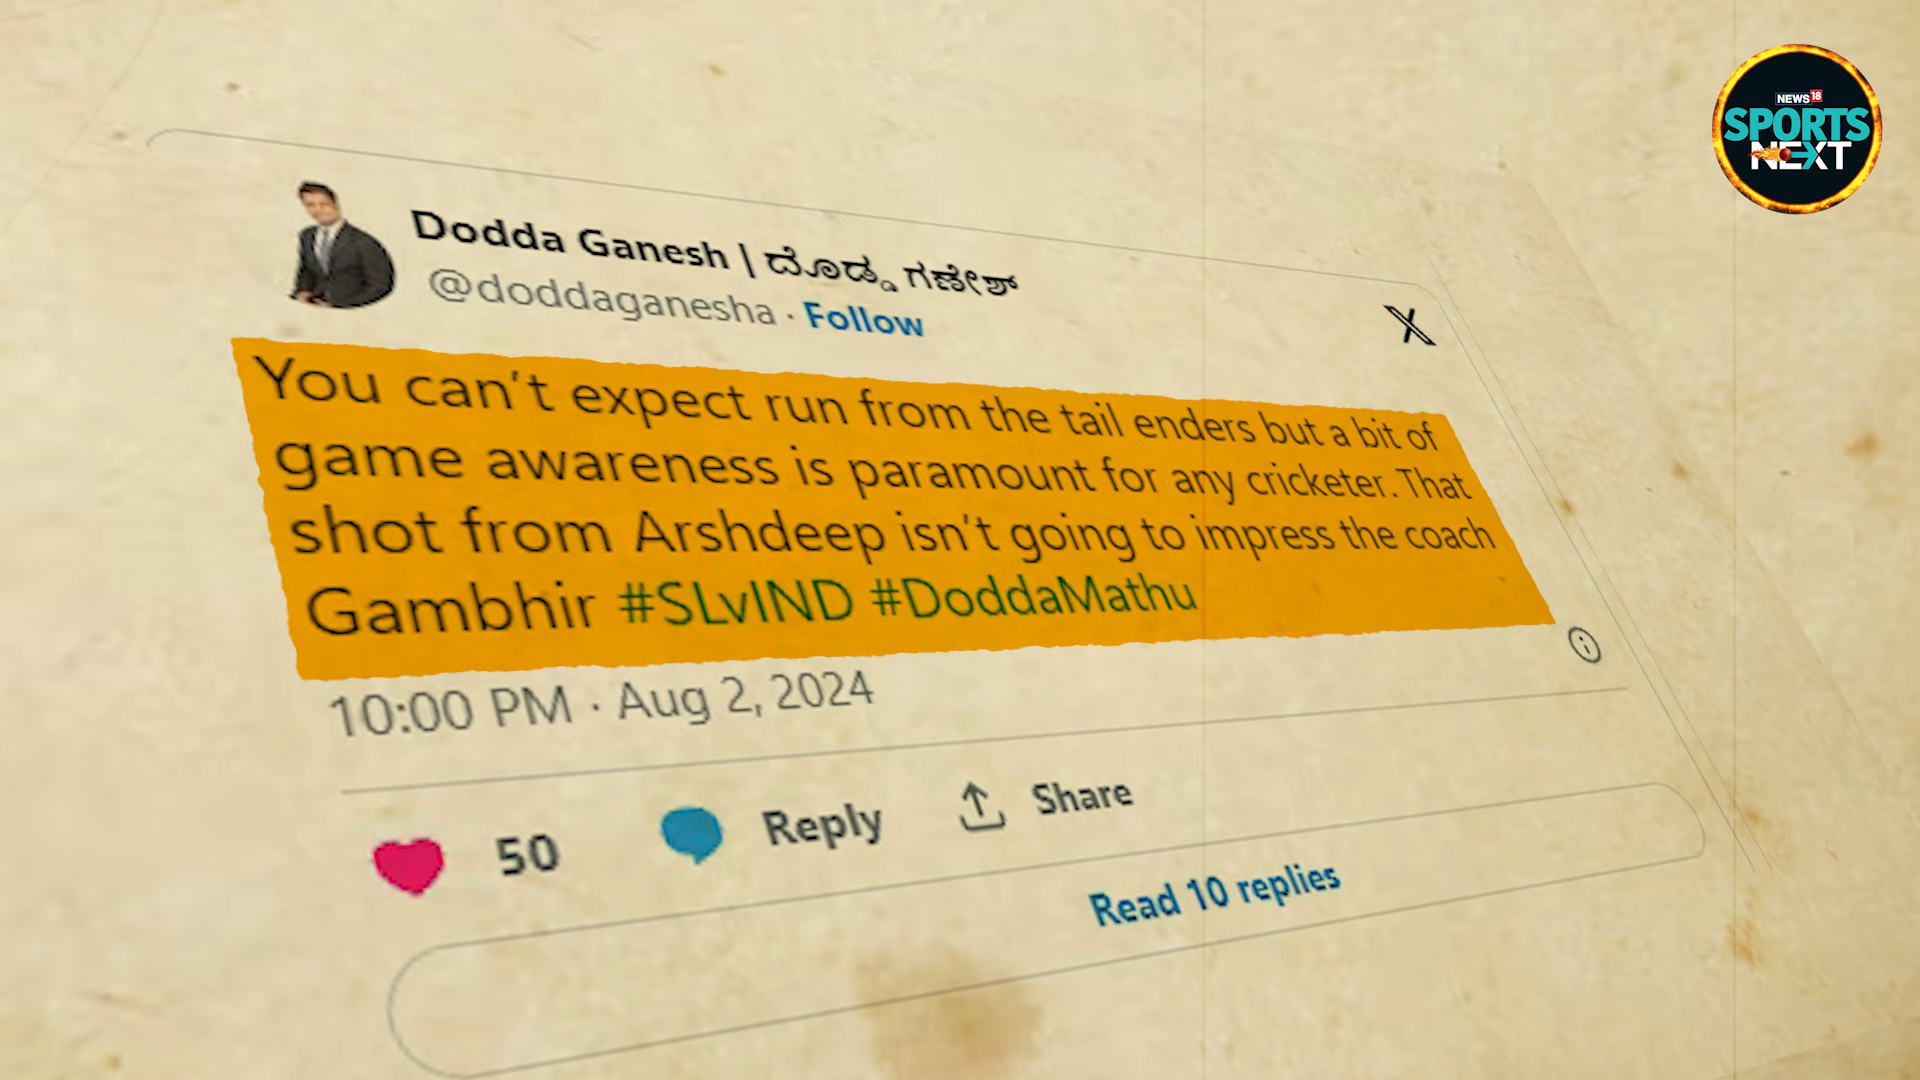 NEWS18
SPORTS
NEXT
Dodda Ganesh | ದೊಡ್ಡ ಗಣೇಶ್
@doddaganesha · Follow
X
You can't expect run from the tail enders but a bit of
game awareness is paramount for any cricketer. That
shot from Arshdeep isn't going to impress the coach
Gambhir #SLvIND #DoddaMathu
10:00 PM · Aug 2, 2024
50 Reply Share
Read 10 replies